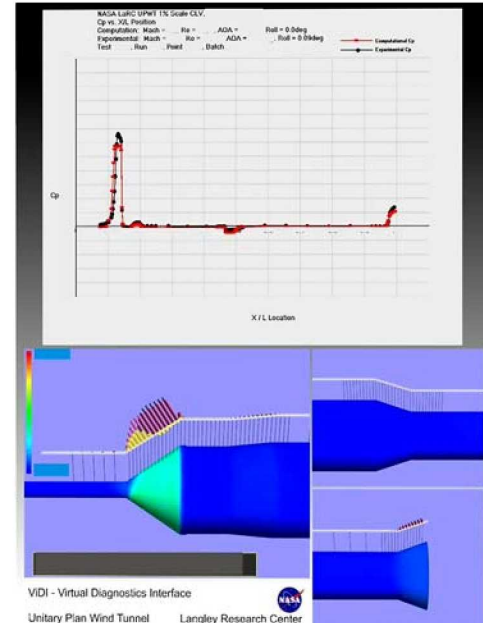 NASA LaRC UPWT 1% Scale CLV.
Cp vs. X/L Position
Computation: Mach = Re = AOA = Roll = 0.0deg
Experimental: Mach = Re = AOA = Roll = 0.09deg
Test Run Point Batch
Computational Cp
Experimental Cp
Cp
X / L Location
ViDI - Virtual Diagnostics Interface
NASA
Unitary Plan Wind Tunnel Langley Research Center